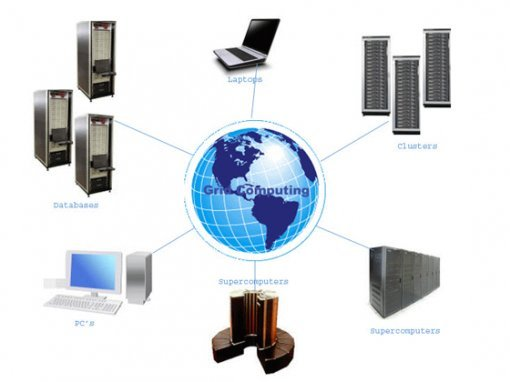 Laptops
Clusters
Grid Computing
Databases
Supercomputers
PC's
Supercomputers